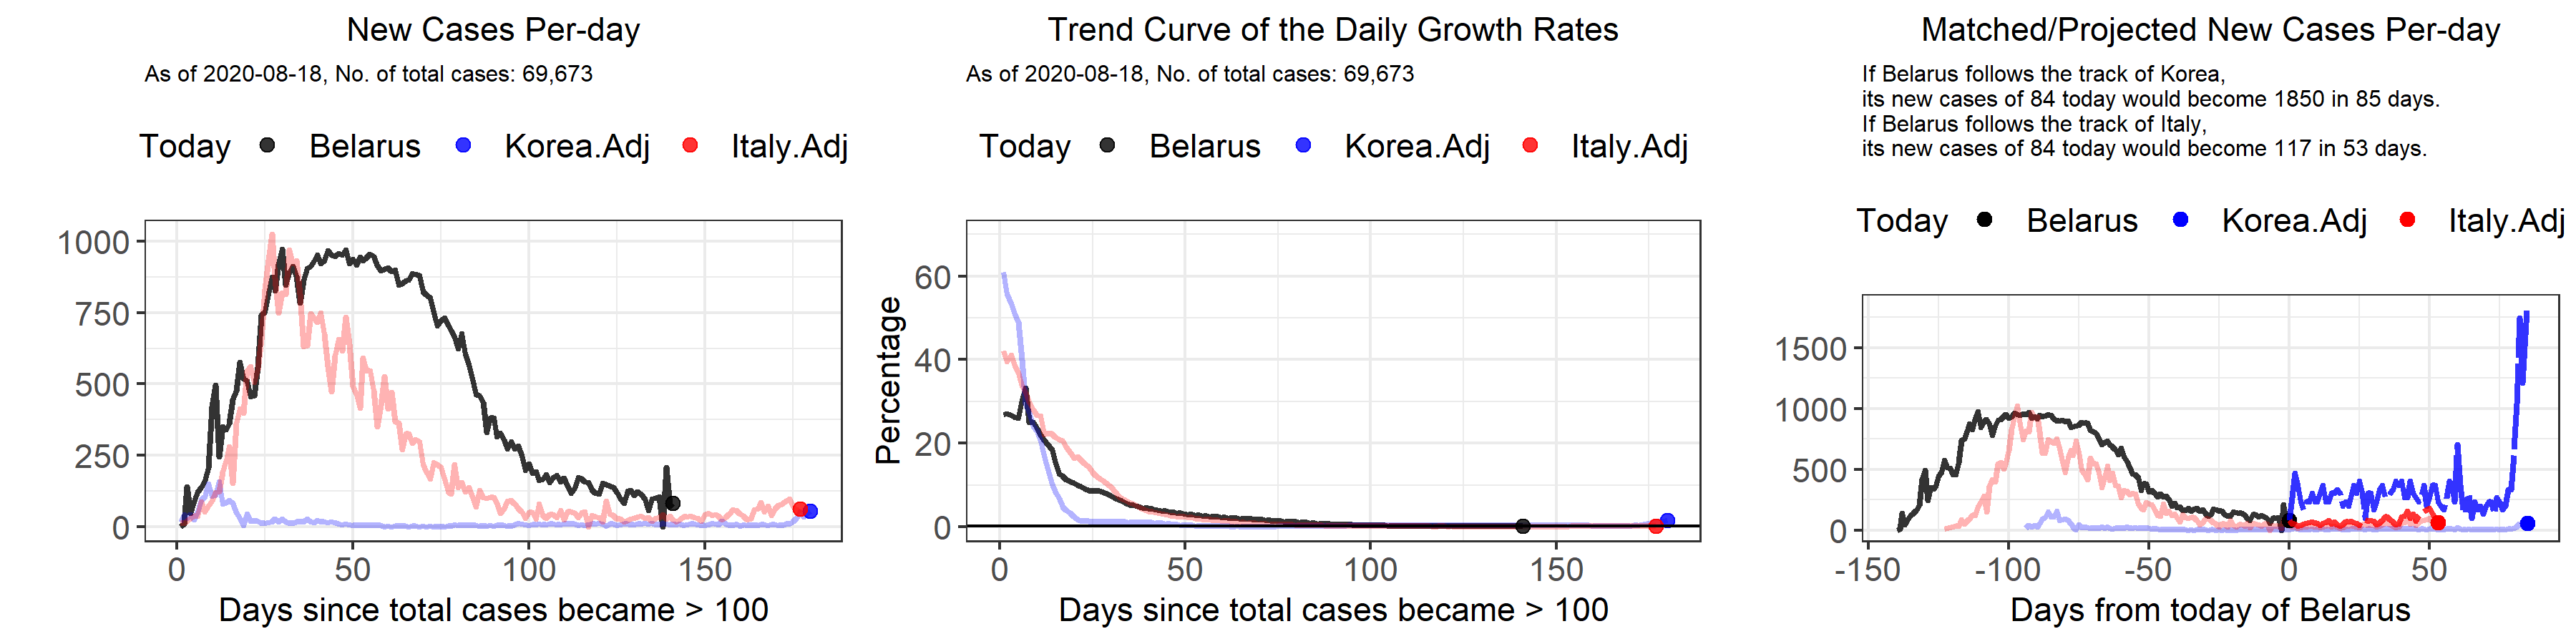 New Cases Per-day
As of 2020-08-18, No. of total cases: 69,673
Today Belarus Korea.Adj Italy.Adj
1000
750
500
250
0
0 50 100 150
Days since total cases became > 100
Trend Curve of the Daily Growth Rates
As of 2020-08-18, No. of total cases: 69,673
Today Belarus Korea.Adj Italy.Adj
Percentage
60
40
20
0
0 50 100 150
Days since total cases became > 100
Matched/Projected New Cases Per-day
If Belarus follows the track of Korea,
its new cases of 84 today would become 1850 in 85 days.
If Belarus follows the track of Italy,
its new cases of 84 today would become 117 in 53 days.
Today Belarus Korea.Adj Italy.Adj
1500
1000
500
0
-150 -100 -50 0 50
Days from today of Belarus